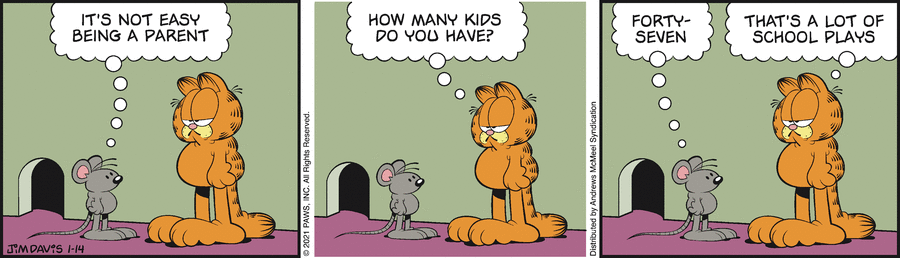 IT'S NOT EASY
BEING A PARENT
JIM DAVIS 1-14
© 2021 PAWS, INC. All Rights Reserved.
HOW MANY KIDS
DO YOU HAVE?
Distributed by Andrews McMeel Syndication
FORTY-
SEVEN
THAT'S A LOT OF
SCHOOL PLAYS